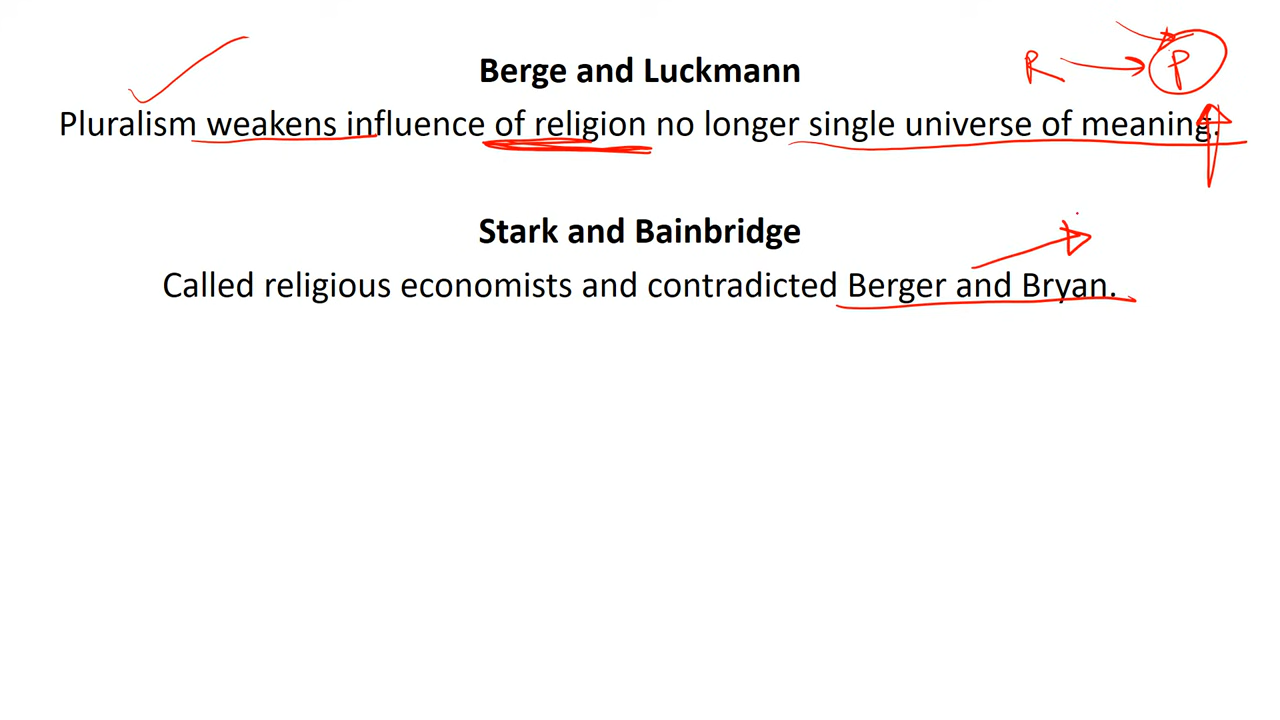 R P
Berge and Luckmann
Pluralism weakens influence of religion no longer single universe of meaning.
Stark and Bainbridge
Called religious economists and contradicted Berger and Bryan.